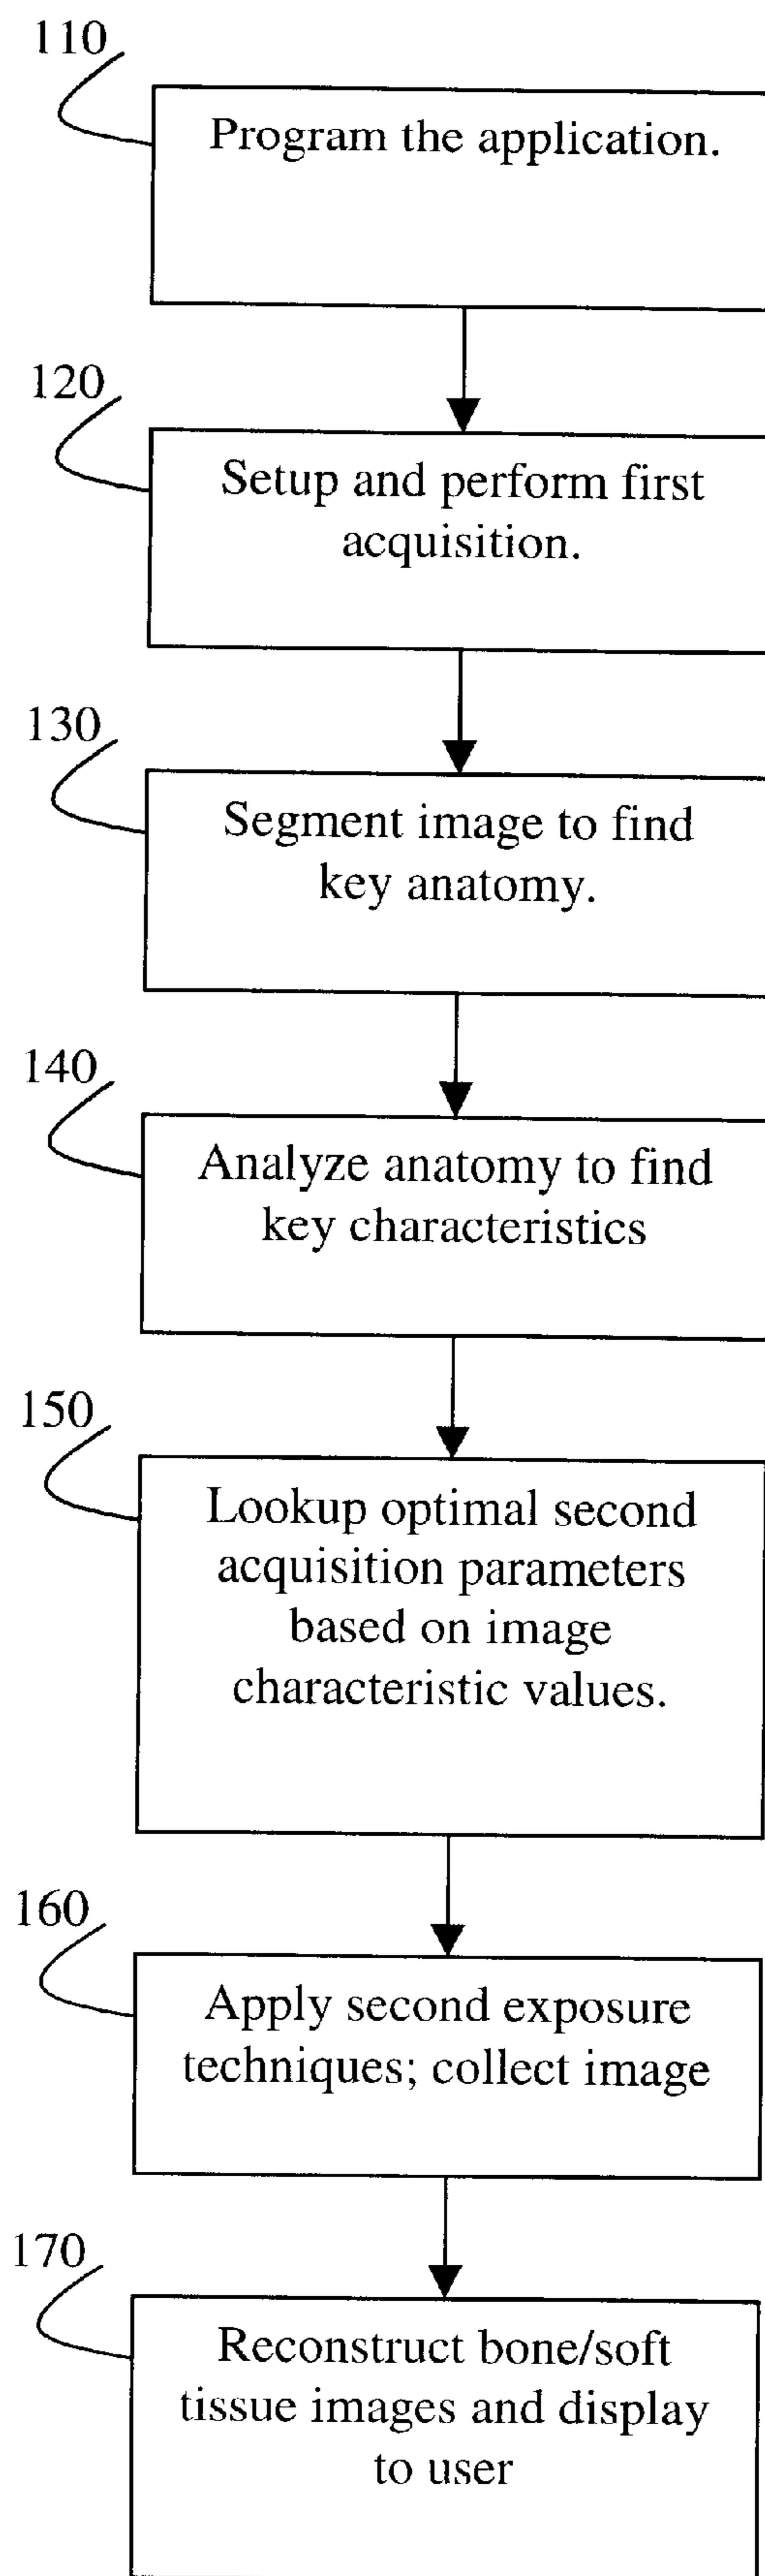 110
Program the application.
120
Setup and perform first
acquisition.
130
Segment image to find
key anatomy.
140
Analyze anatomy to find
key characteristics
150
Lookup optimal second
acquisition parameters
based on image
characteristic values.
160
Apply second exposure
techniques; collect image
170
Reconstruct bone/soft
tissue images and display
to user